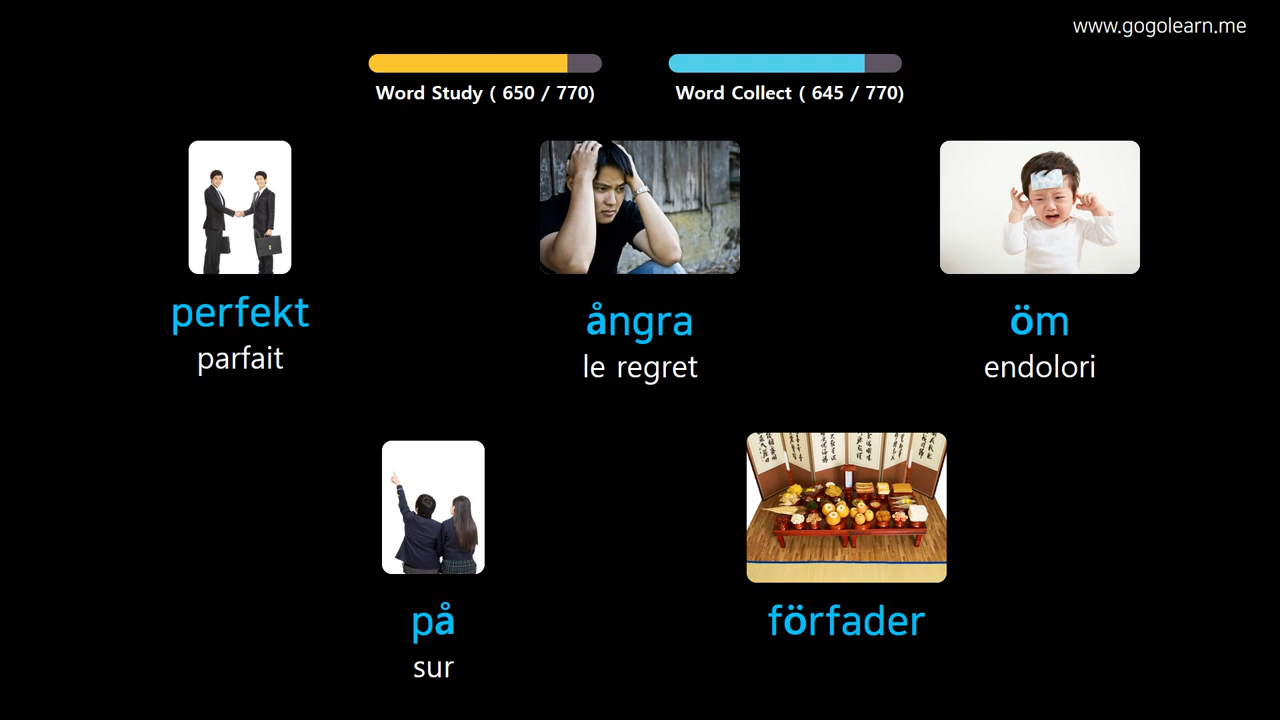 www.gogolearn.me
Word Study ( 650 / 770)
Word Collect ( 645 / 770)
perfekt
parfait
ångra
le regret
öm
endolori
på
sur
förfader